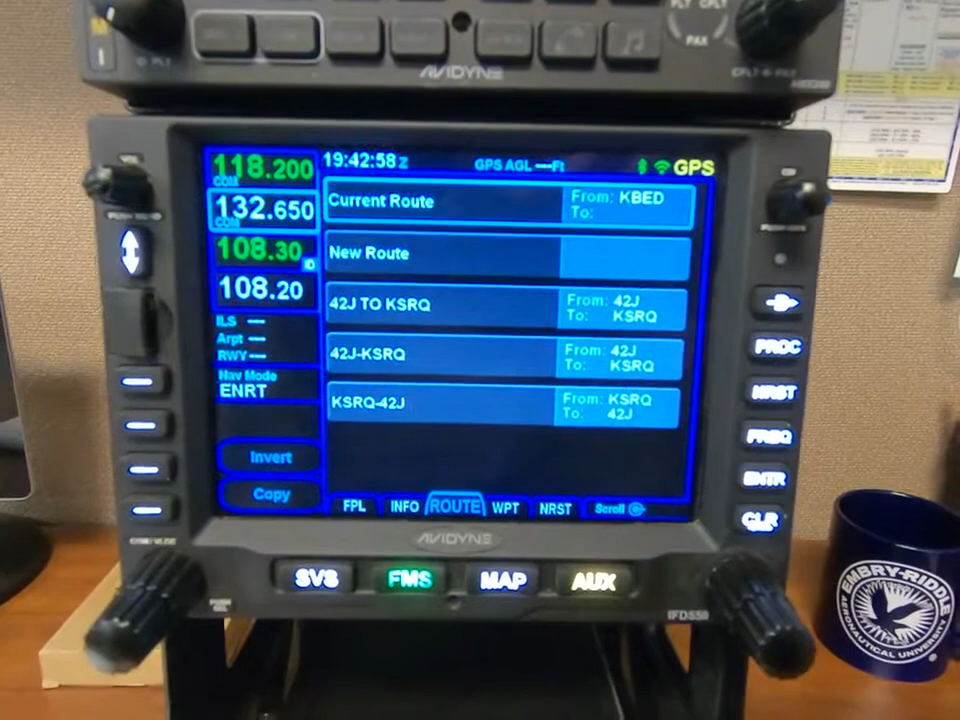 PLT CPLT
PAX
AVIDYNE
118.200
COM
132.650
COM
108.30
108.20
ILS ---
Arpt ---
RWY ---
Nav Mode
ENRT
Invert
Copy
19:42:58Z
GPS AGL ---Ft
GPS
Current Route
From: KBED
To:
New Route
42J TO KSRQ
From: 42J
To: KSRQ
42J-KSRQ
From: 42J
To: KSRQ
KSRQ-42J
From: KSRQ
To: 42J
FPL INFO ROUTE WPT NRST Scroll
PROC
NRST
FREQ
ENTR
CLR
AVIDYNE
SVS FMS MAP AUX
IFD550
EMBRY-RIDDLE
AERONAUTICAL UNIVERSITY